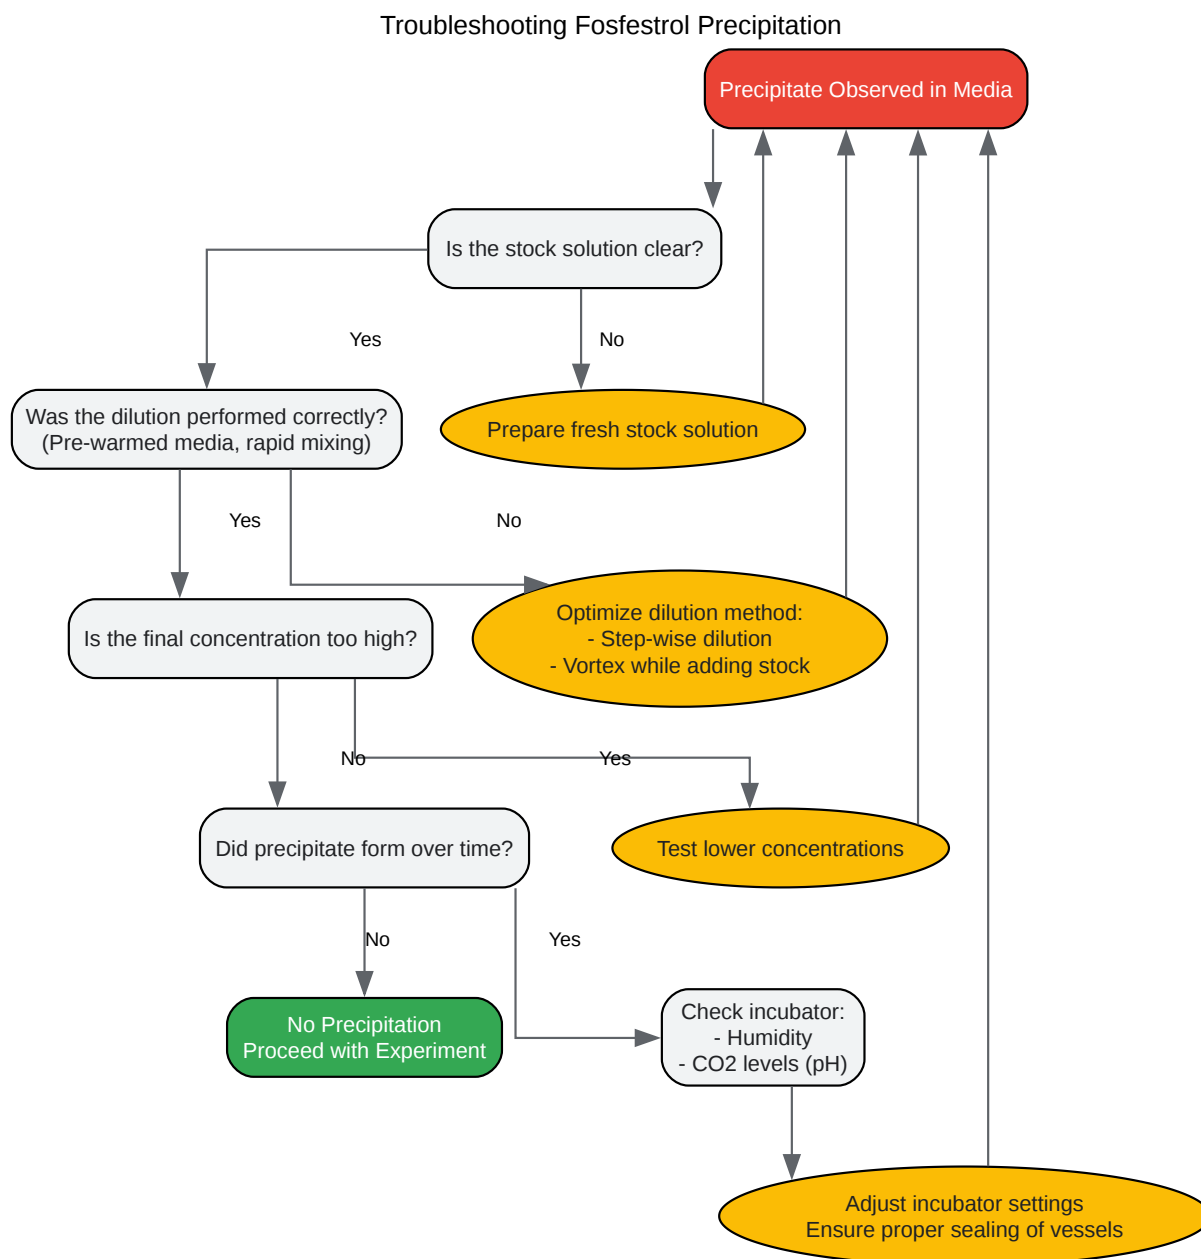 Troubleshooting Fosfestrol Precipitation
Precipitate Observed in Media
Is the stock solution clear?
Yes
No
Was the dilution performed correctly?
(Pre-warmed media, rapid mixing)
Prepare fresh stock solution
Yes
No
Is the final concentration too high?
Optimize dilution method:
- Step-wise dilution
- Vortex while adding stock
No
Yes
Did precipitate form over time?
Test lower concentrations
No
Yes
No Precipitation
Proceed with Experiment
Check incubator:
- Humidity
- CO2 levels (pH)
Adjust incubator settings
Ensure proper sealing of vessels